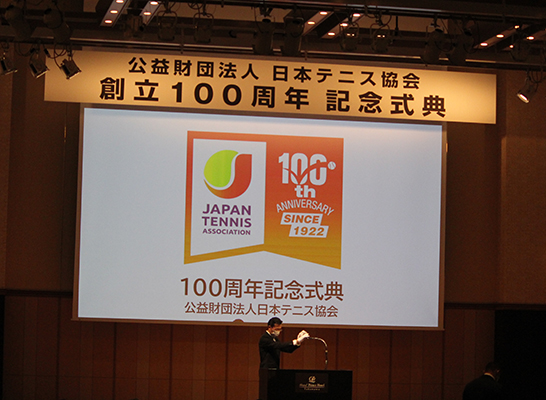 公益財団法人 日本テニス協会
創立100周年 記念式典
JAPAN
TENNIS
ASSOCIATION
100
th
ANNIVERSARY
SINCE
1922
100周年記念式典
公益財団法人日本テニス協会